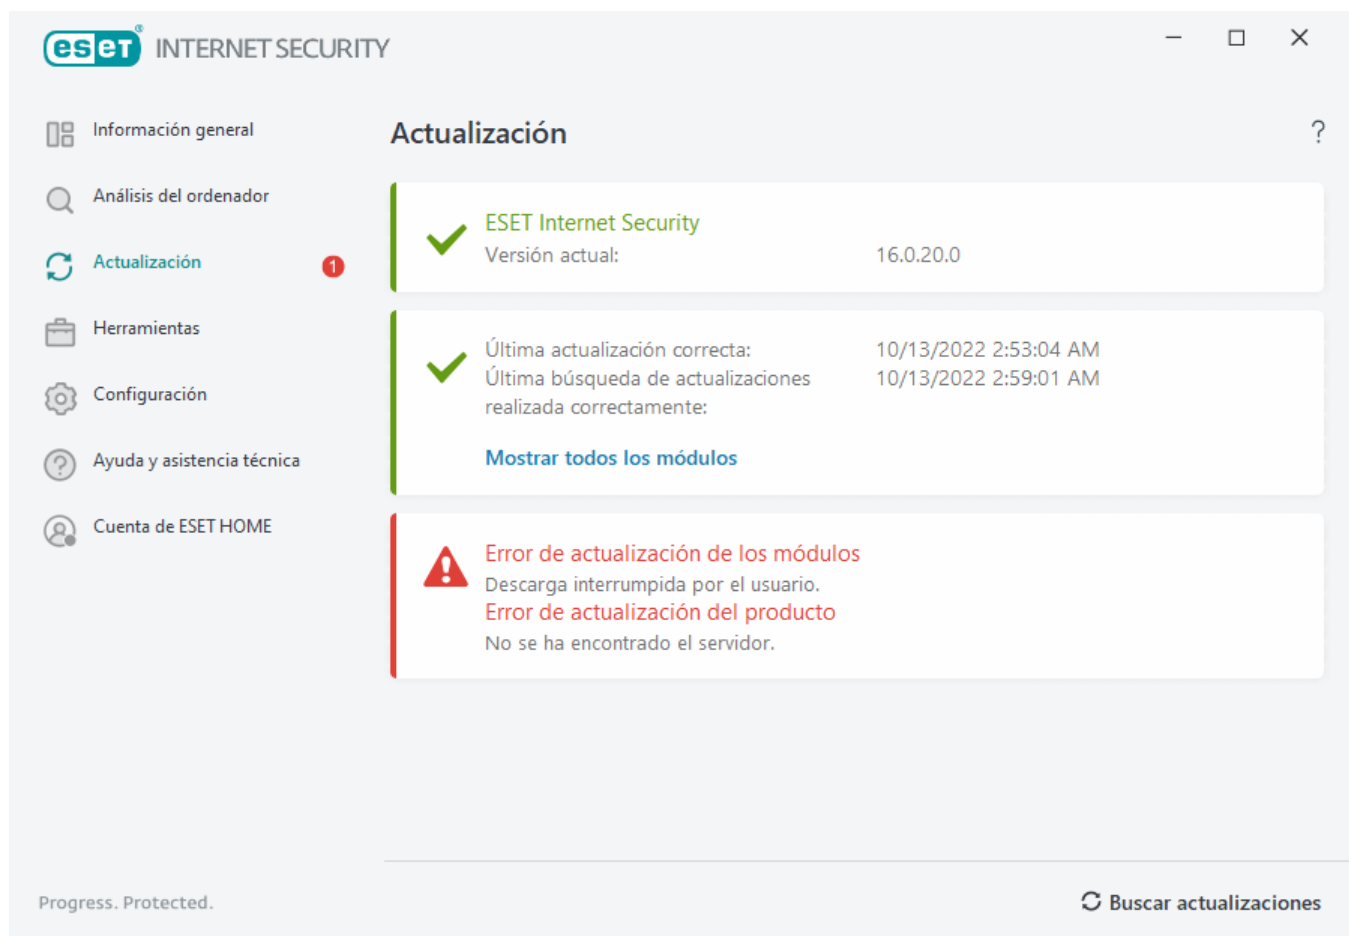 eset® INTERNET SECURITY
Información general
Análisis del ordenador
Actualización
1
Herramientas
Configuración
Ayuda y asistencia técnica
Cuenta de ESET HOME
Actualización
?
ESET Internet Security
Versión actual: 16.0.20.0
Última actualización correcta: 10/13/2022 2:53:04 AM
Última búsqueda de actualizaciones 10/13/2022 2:59:01 AM
realizada correctamente:
Mostrar todos los módulos
Error de actualización de los módulos
Descarga interrumpida por el usuario.
Error de actualización del producto
No se ha encontrado el servidor.
Progress. Protected.
Buscar actualizaciones